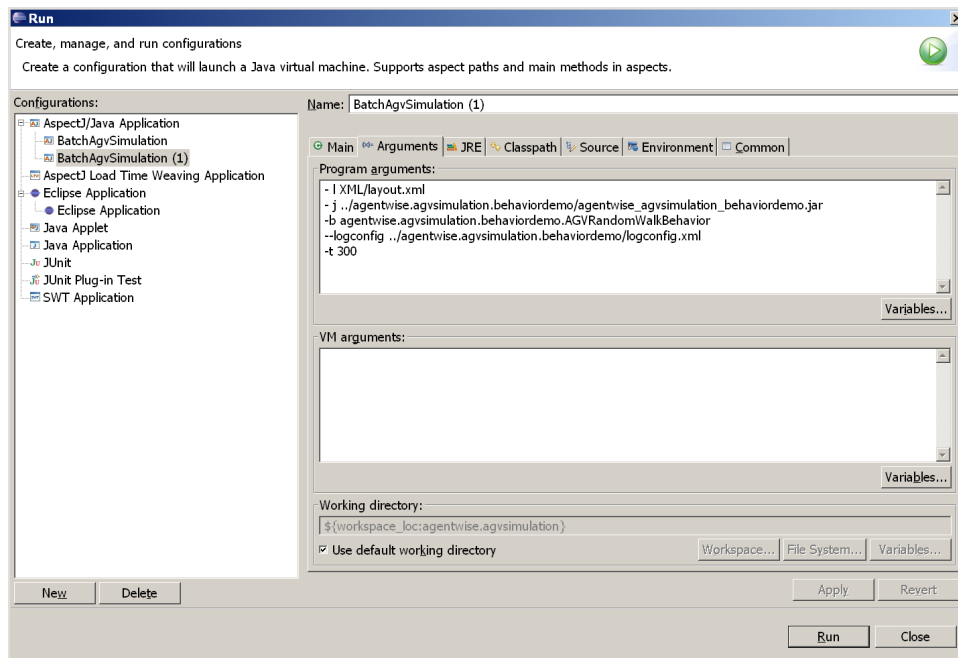 Run
Create, manage, and run configurations
Create a configuration that will launch a Java virtual machine. Supports aspect paths and main methods in aspects.
Configurations:
AspectJ/Java Application
BatchAgvSimulation
BatchAgvSimulation (1)
AspectJ Load Time Weaving Application
Eclipse Application
Eclipse Application
Java Applet
Java Application
JUnit
JUnit Plug-in Test
SWT Application
New Delete
Name: BatchAgvSimulation (1)
Main Arguments JRE Classpath Source Environment Common
Program arguments:
- l XML/layout.xml
- j ../agentwise.agvsimulation.behaviordemo/agentwise_agvsimulation_behaviordemo.jar
-b agentwise.agvsimulation.behaviordemo.AGVRandomWalkBehavior
--logconfig ../agentwise.agvsimulation.behaviordemo/logconfig.xml
-t 300
Variables...
VM arguments:
Variables...
Working directory:
${workspace_loc:agentwise.agvsimulation}
Use default working directory
Workspace... File System... Variables...
Apply Revert
Run Close